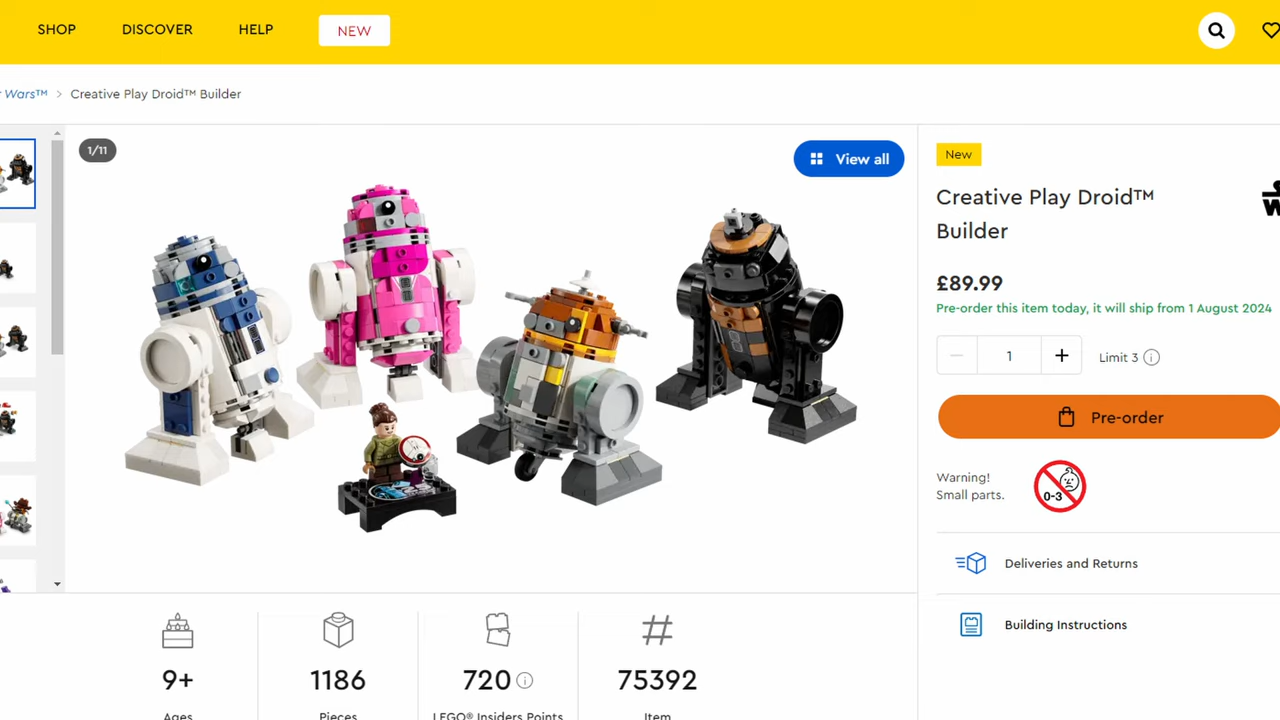 SHOP DISCOVER HELP NEW
Wars™ > Creative Play Droid™ Builder
1/11
View all
New
Creative Play Droid™
Builder
£89.99
Pre-order this item today, it will ship from 1 August 2024
1
Limit 3
Pre-order
Warning!
Small parts.
0-3
Deliveries and Returns
Building Instructions
9+
Ages
1186
Pieces
720
LEGO® Insiders Points
75392
Item